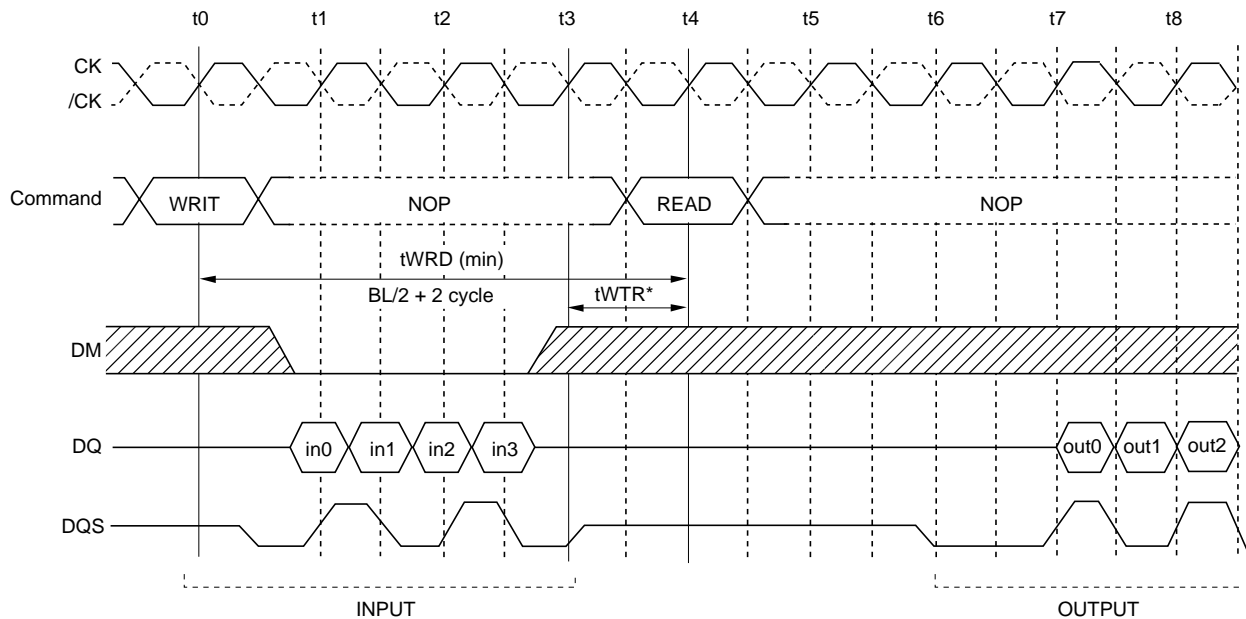 t0 t1 t2 t3 t4 t5 t6 t7 t8
CK
/CK
Command WRIT NOP READ NOP
tWRD (min)
BL/2 + 2 cycle tWTR*
DM
DQ in0 in1 in2 in3 out0 out1 out2
DQS
INPUT OUTPUT